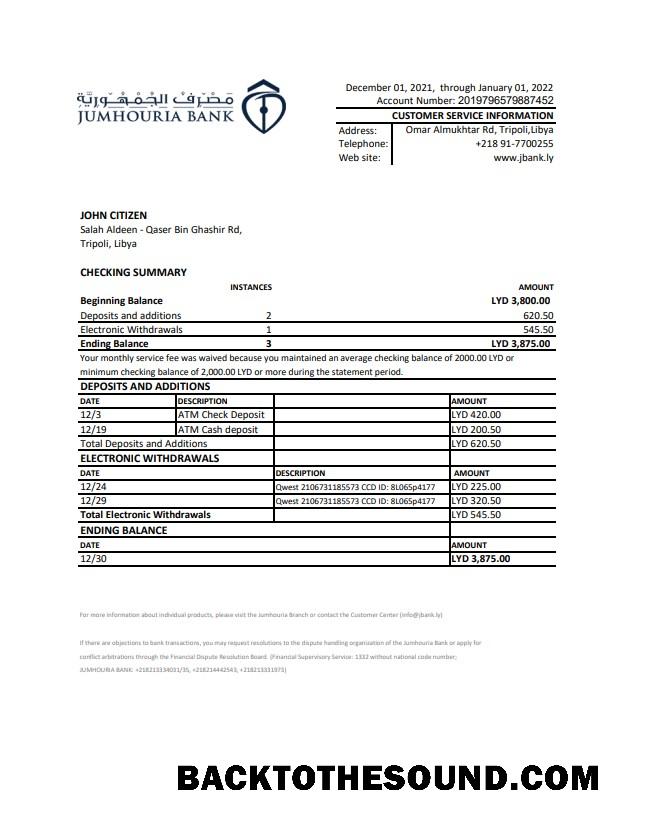 مصرف الجمهورية
JUMHOURIA BANK
December 01, 2021, through January 01, 2022
Account Number: 2019796579887452
CUSTOMER SERVICE INFORMATION
Address: Omar Almukhtar Rd, Tripoli,Libya
Telephone: +218 91-7700255
Web site: www.jbank.ly
JOHN CITIZEN
Salah Aldeen - Qaser Bin Ghashir Rd,
Tripoli, Libya
CHECKING SUMMARY
INSTANCES AMOUNT
Beginning Balance LYD 3,800.00
Deposits and additions 2 620.50
Electronic Withdrawals 1 545.50
Ending Balance 3 LYD 3,875.00
Your monthly service fee was waived because you maintained an average checking balance of 2000.00 LYD or
minimum checking balance of 2,000.00 LYD or more during the statement period.
DEPOSITS AND ADDITIONS
DATE DESCRIPTION AMOUNT
12/3 ATM Check Deposit LYD 420.00
12/19 ATM Cash deposit LYD 200.50
Total Deposits and Additions LYD 620.50
ELECTRONIC WITHDRAWALS
DATE DESCRIPTION AMOUNT
12/24 Qwest 2106731185573 CCD ID: 8L065p4177 LYD 225.00
12/29 Qwest 2106731185573 CCD ID: 8L065p4177 LYD 320.50
Total Electronic Withdrawals LYD 545.50
ENDING BALANCE
DATE AMOUNT
12/30 LYD 3,875.00
For more information about individual products, please visit the Jumhouria Branch or contact the Customer Center (info@jbank.ly)
If there are objections to bank transactions, you may request resolutions to the dispute handling organization of the Jumhouria Bank or apply for
conflict arbitrations through the Financial Dispute Resolution Board. (Financial Supervisory Service: 1332 without national code number;
JUMHOURIA BANK: +218213334031/35, +218214442543, +218213331973)
BACKTOTHESOUND.COM